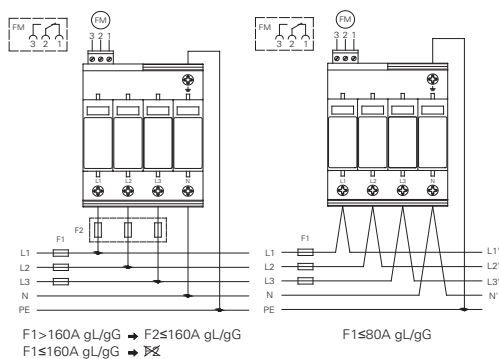 FM
3 2 1
FM
3 2 1
L1 L2 L3 N
F2
F1
L1
L2
L3
N
PE
F1>160A gL/gG ➡ F2≤160A gL/gG
F1≤160A gL/gG ➡ F2
FM
3 2 1
FM
3 2 1
L1 L2 L3 N
F1
L1 L1'
L2 L2'
L3 L3'
N N'
PE
F1≤80A gL/gG